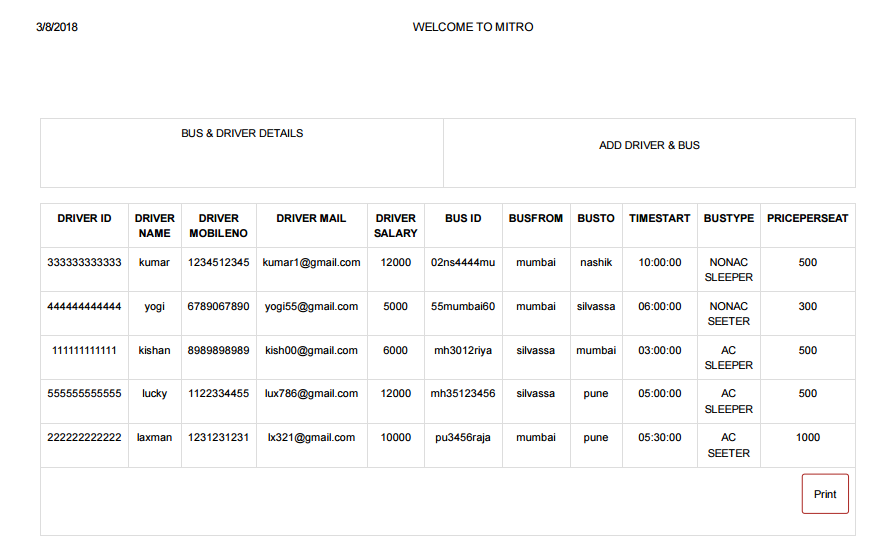 3/8/2018 WELCOME TO MITRO
BUS & DRIVER DETAILS
ADD DRIVER & BUS
DRIVER ID DRIVER DRIVER DRIVER MAIL DRIVER BUS ID BUSFROM BUSTO TIMESTART BUSTYPE PRICEPERSEAT
NAME MOBILENO SALARY
333333333333 kumar 1234512345 kumar1@gmail.com 12000 02ns4444mu mumbai nashik 10:00:00 NONAC 500
SLEEPER
444444444444 yogi 6789067890 yogi55@gmail.com 5000 55mumbai60 mumbai silvassa 06:00:00 NONAC 300
SEETER
111111111111 kishan 8989898989 kish00@gmail.com 6000 mh3012riya silvassa mumbai 03:00:00 AC 500
SLEEPER
555555555555 lucky 1122334455 lux786@gmail.com 12000 mh35123456 silvassa pune 05:00:00 AC 500
SLEEPER
222222222222 laxman 1231231231 lx321@gmail.com 10000 pu3456raja mumbai pune 05:30:00 AC 1000
SEETER
Print